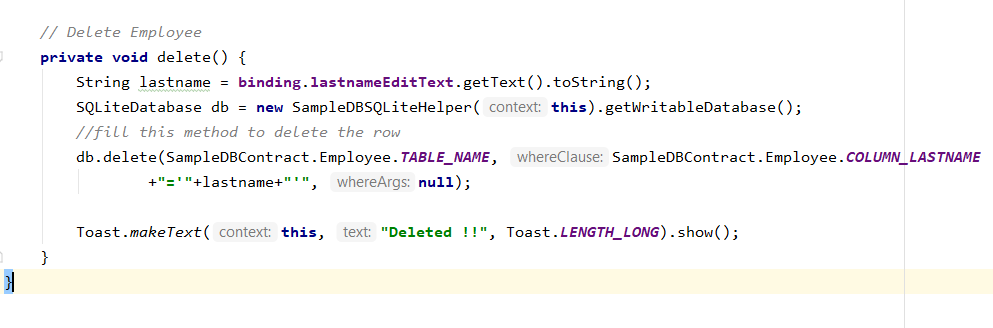 // Delete Employee
private void delete() {
String lastname = binding.lastnameEditText.getText().toString();
SQLiteDatabase db = new SampleDBSQLiteHelper( context: this).getWritableDatabase();
//fill this method to delete the row
db.delete(SampleDBContract.Employee.TABLE_NAME, whereClause: SampleDBContract.Employee.COLUMN_LASTNAME
+"='"+lastname+"'", whereArgs: null);
Toast.makeText( context: this, text: "Deleted !!", Toast.LENGTH_LONG).show();
}
}